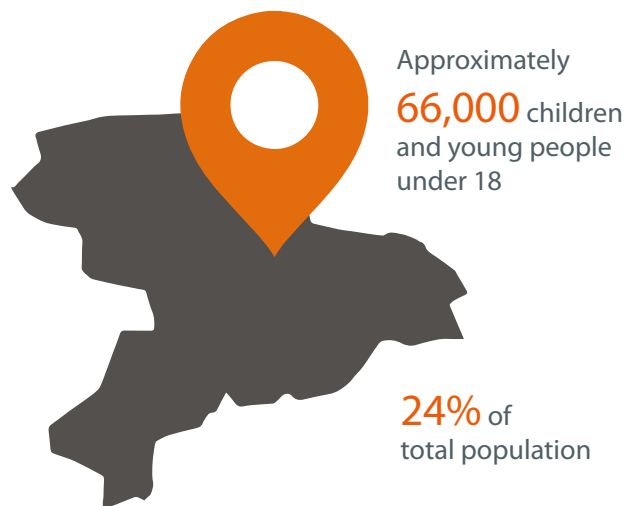 Approximately
66,000 children
and young people
under 18
24% of
total population